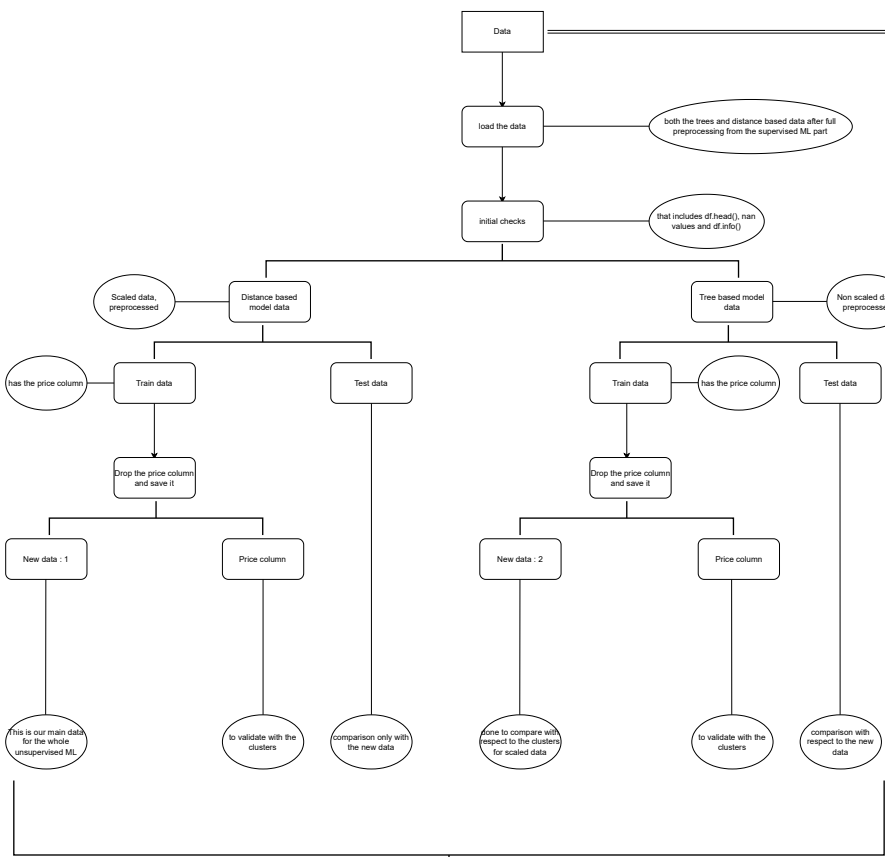 Data
load the data
both the trees and distance based data after full
preprocessing from the supervised ML part
initial checks
that includes df.head(), nan
values and df.info()
Scaled data,
preprocessed
Distance based
model data
Tree based model
data
Non scaled
preprocesse
has the price column
Train data
Test data
Train data
has the price column
Test data
Drop the price column
and save it
Drop the price column
and save it
New data : 1
Price column
New data : 2
Price column
This is our main data
for the whole
unsupervised ML
to validate with the
clusters
comparison only with
the new data
done to compare with
respect to the clusters
for scaled data
to validate with the
clusters
comparison with
respect to the new
data